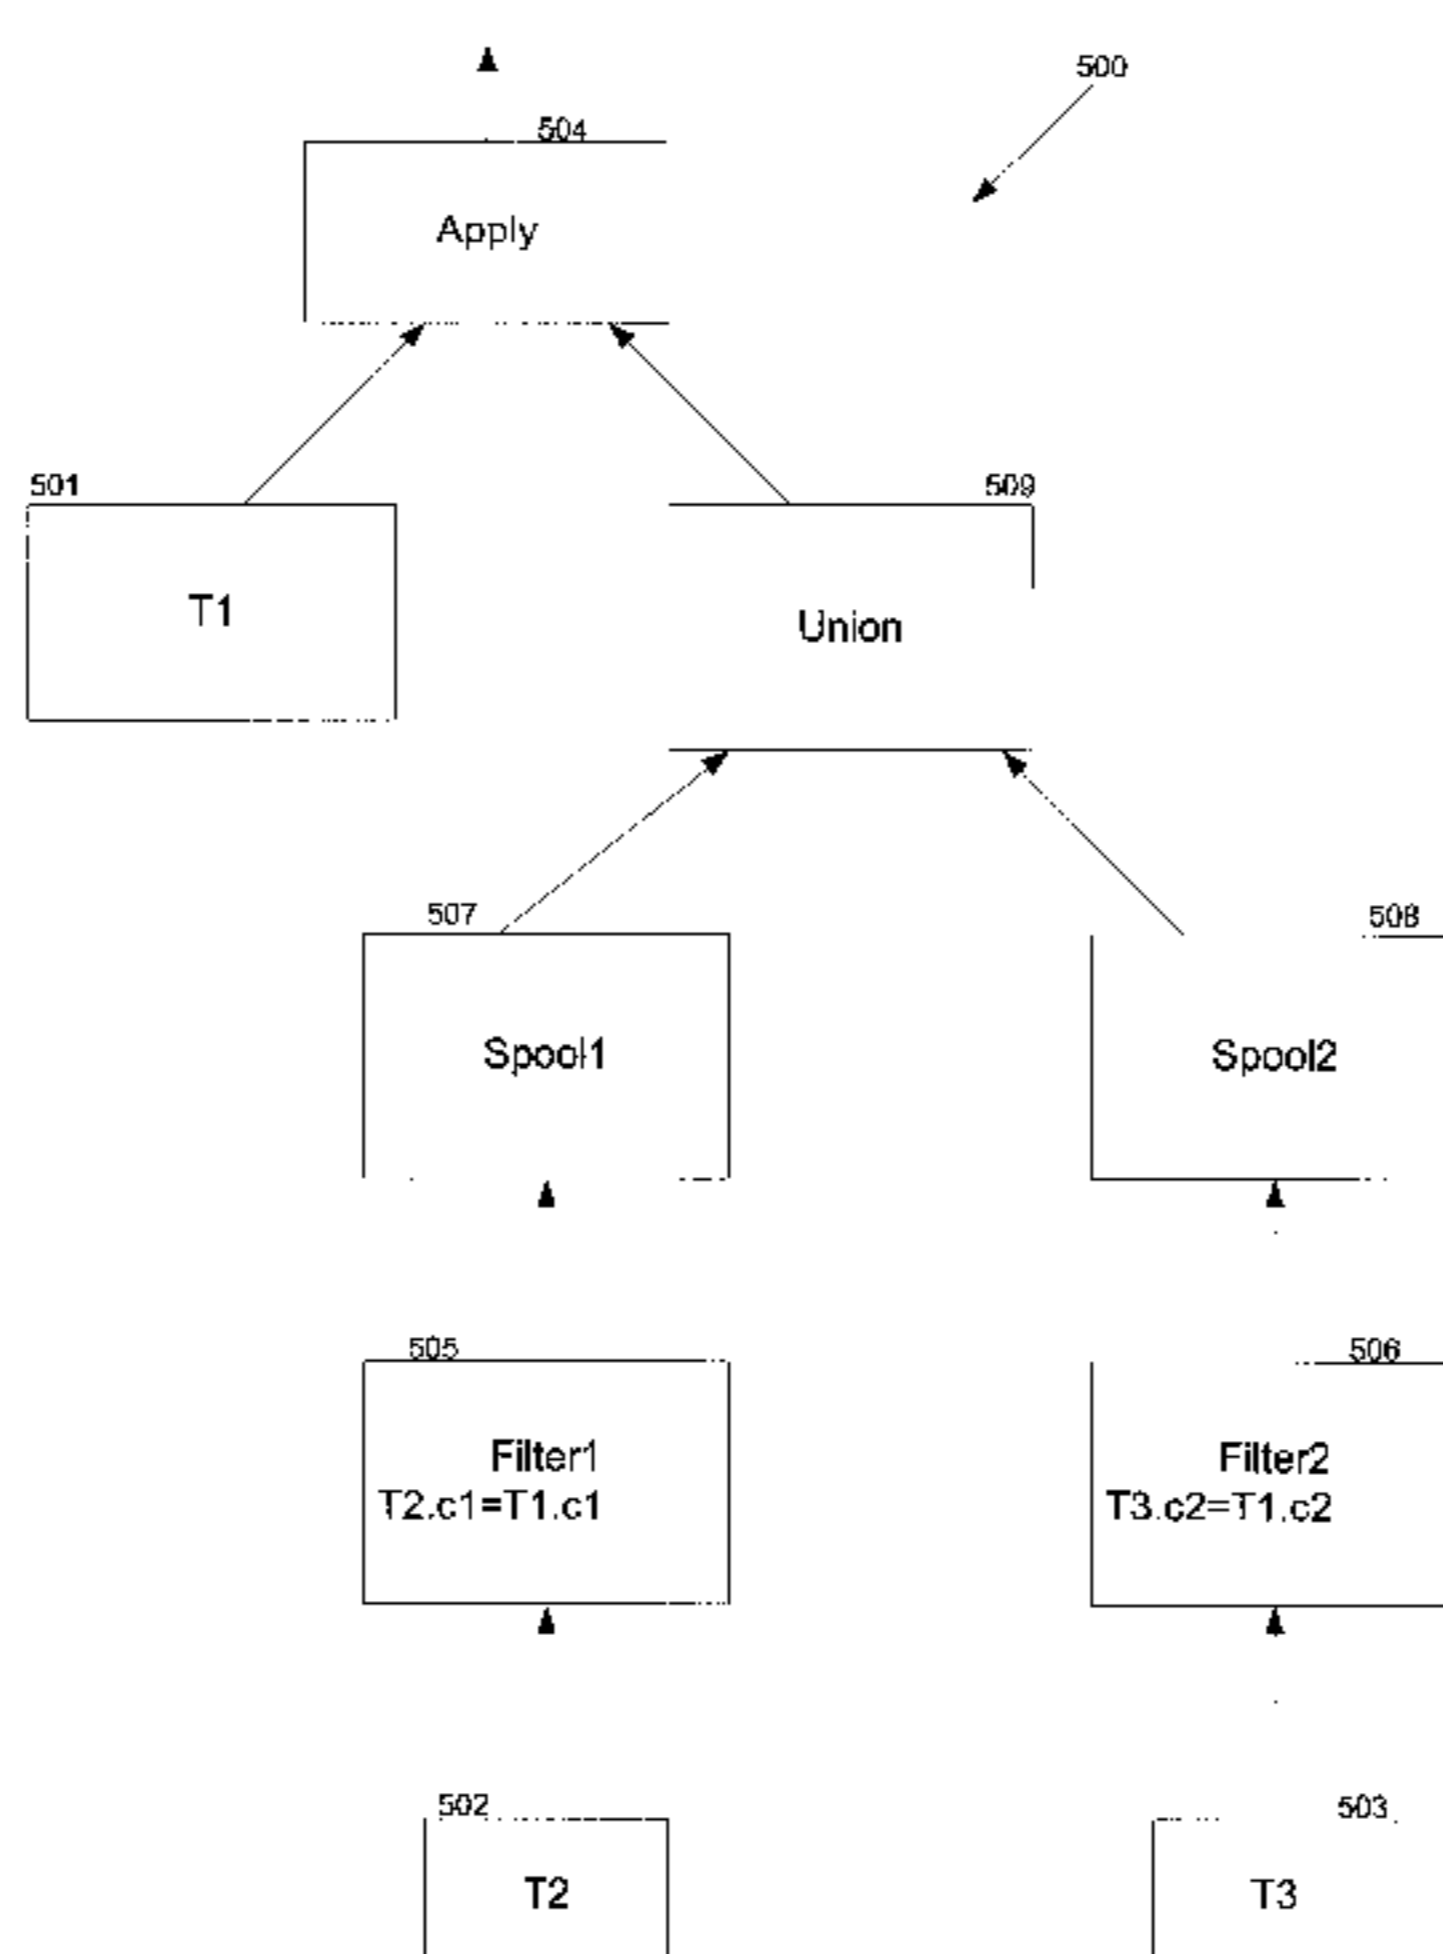 500
504
Apply
501
509
T1
Union
507
508
Spool1
Spool2
505
506
Filter1
T2.c1=T1.c1
Filter2
T3.c2=T1.c2
502
503
T2
T3